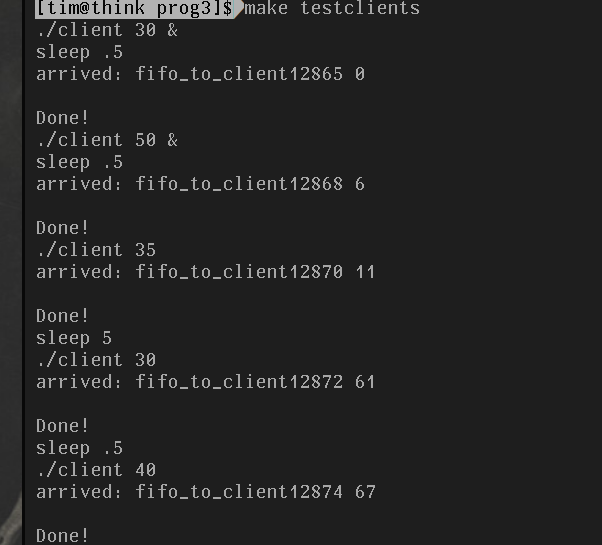 [tim@think prog3]$ make testclients
./client 30 &
sleep .5
arrived: fifo_to_client12865 0
Done!
./client 50 &
sleep .5
arrived: fifo_to_client12868 6
Done!
./client 35
arrived: fifo_to_client12870 11
Done!
sleep 5
./client 30
arrived: fifo_to_client12872 61
Done!
sleep .5
./client 40
arrived: fifo_to_client12874 67
Done!